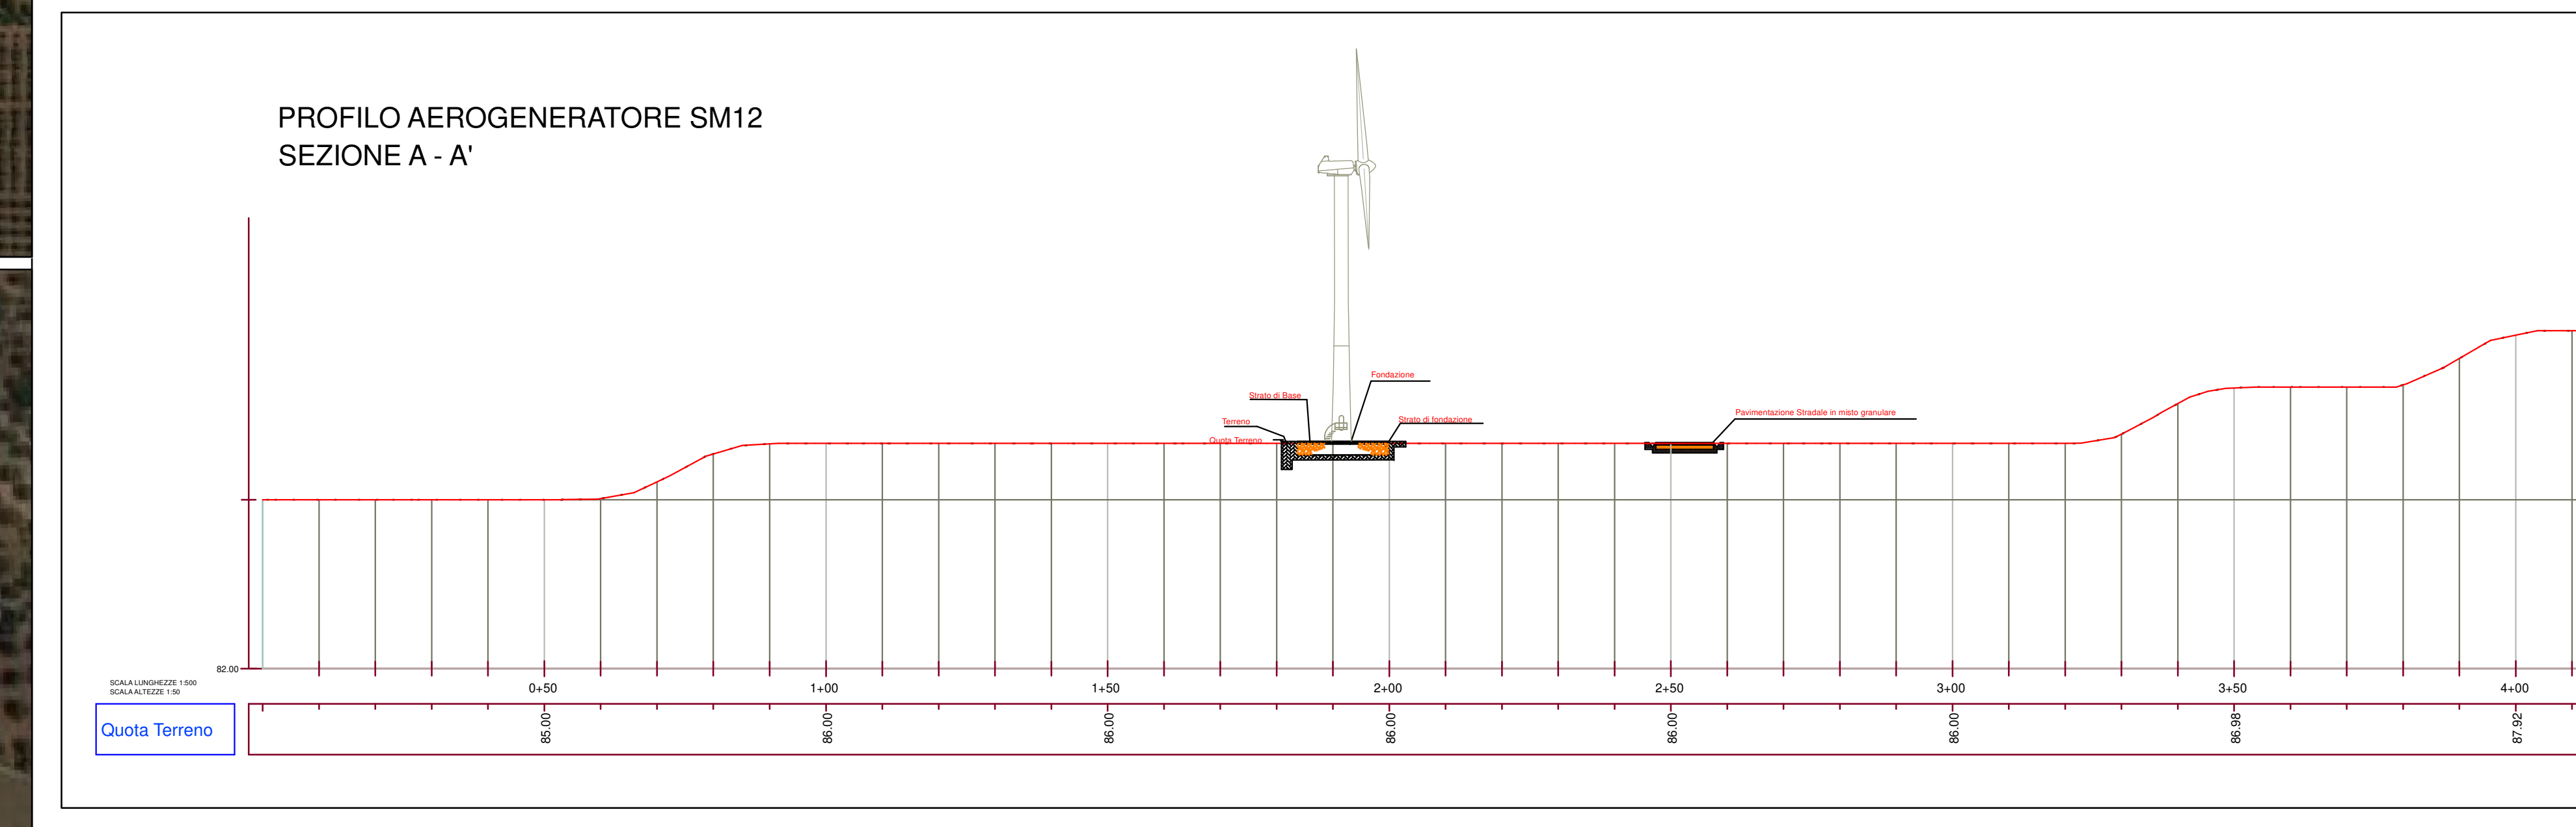 PROFILO AEROGENERATORE SM12
SEZIONE A - A'
Fondazione
Strato di Base
Terreno
Strato di fondazione
Quota Terreno
Pavimentazione Stradale in misto granulare
82.00
SCALA LUNGHEZZE 1:500
SCALA ALTEZZE 1:50
0+50 1+00 1+50 2+00 2+50 3+00 3+50 4+00
Quota Terreno
85.00 86.00 86.00 86.00 86.00 86.00 86.98 87.92